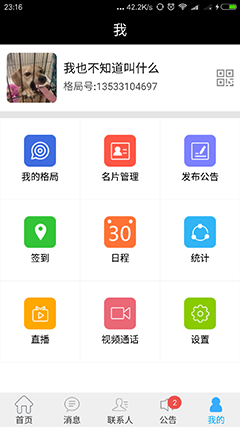 23:16
42.2K/s
36
我
我也不知道叫什么
格局号:13533104697
我的格局
名片管理
发布公告
签到
30
日程
统计
直播
视频通话
设置
首页
消息
联系人
2
公告
我的